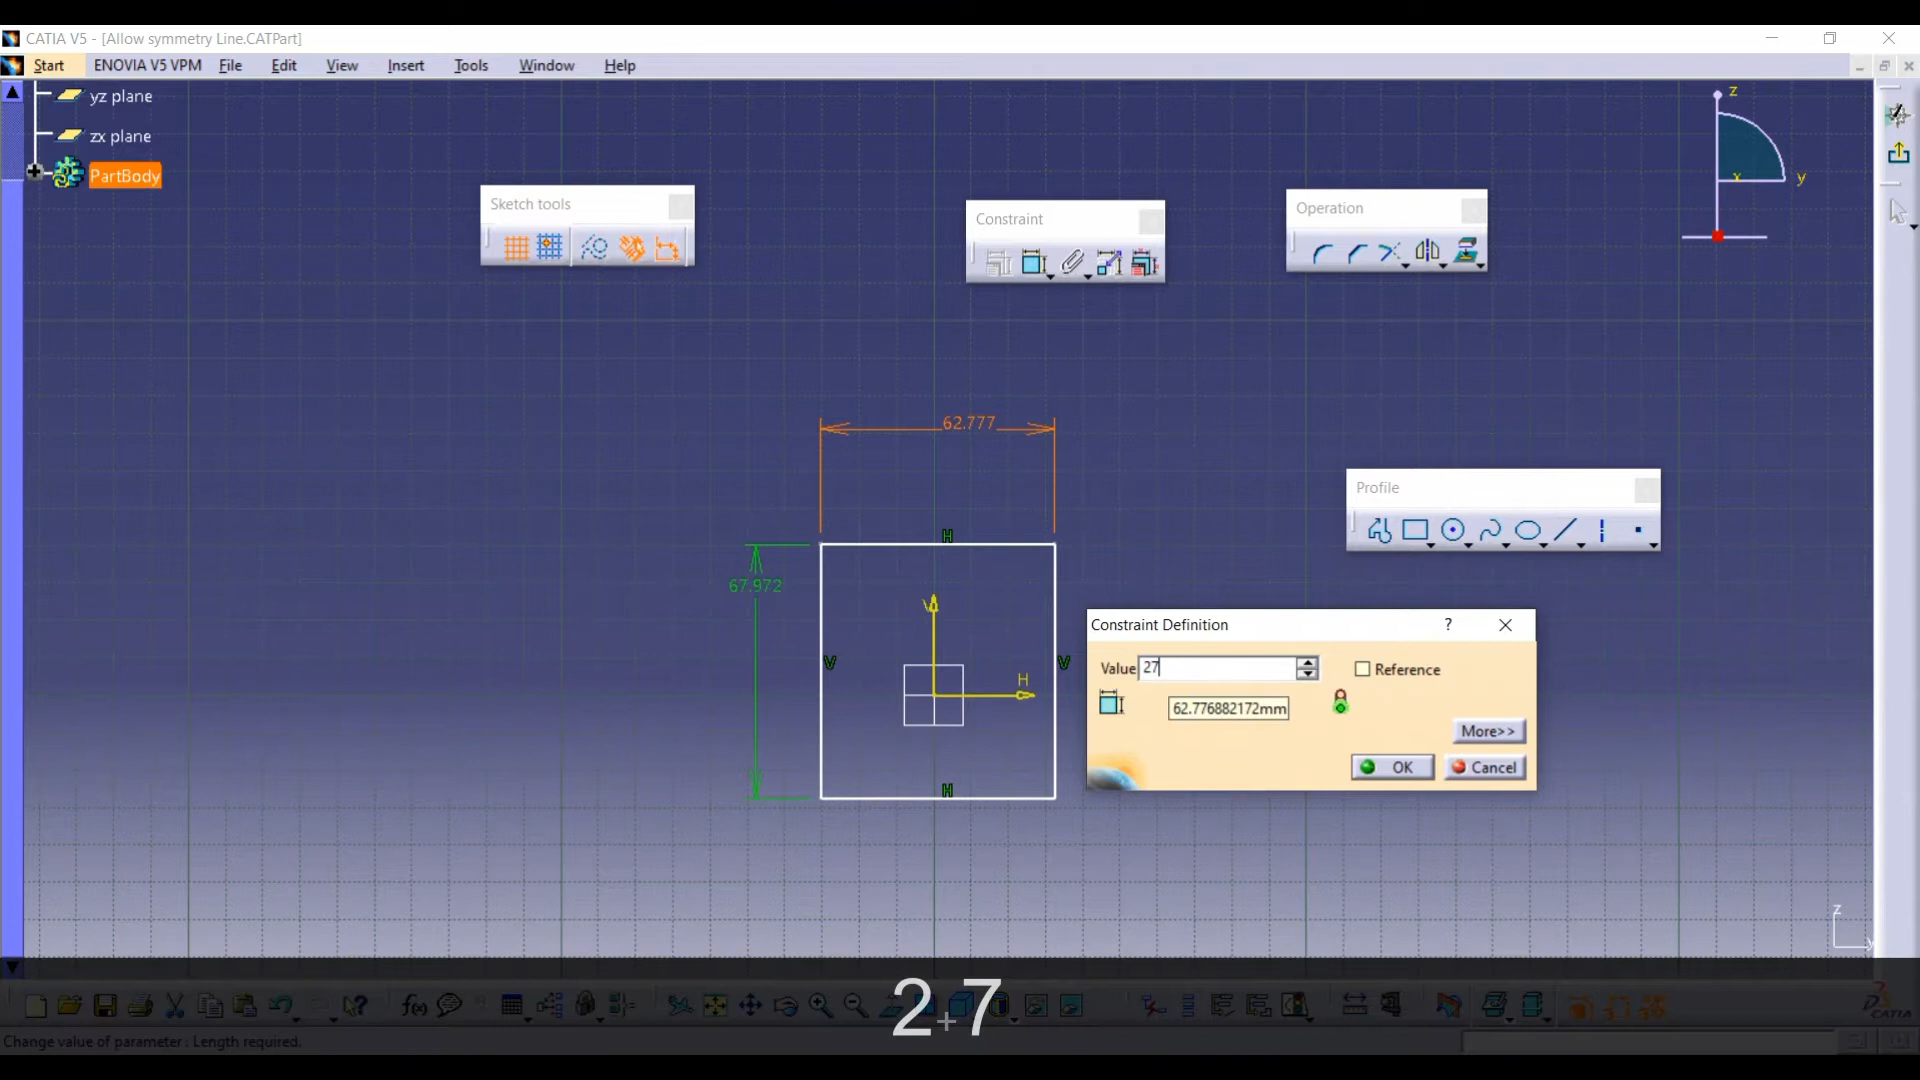 CATIA V5 - [Allow symmetry Line.CATPart]
Start ENOVIA V5 VPM File Edit View Insert Tools Window Help
yz plane
zx plane
PartBody
z
x
y
Sketch tools
Constraint
Operation
62.777
Profile
H
67.972
V
V
V
H
H
Constraint Definition ?
Value 27 Reference
62.776882172mm
More>>
OK Cancel
z
y
f(x)
2+7
CATIA
Change value of parameter : Length required.